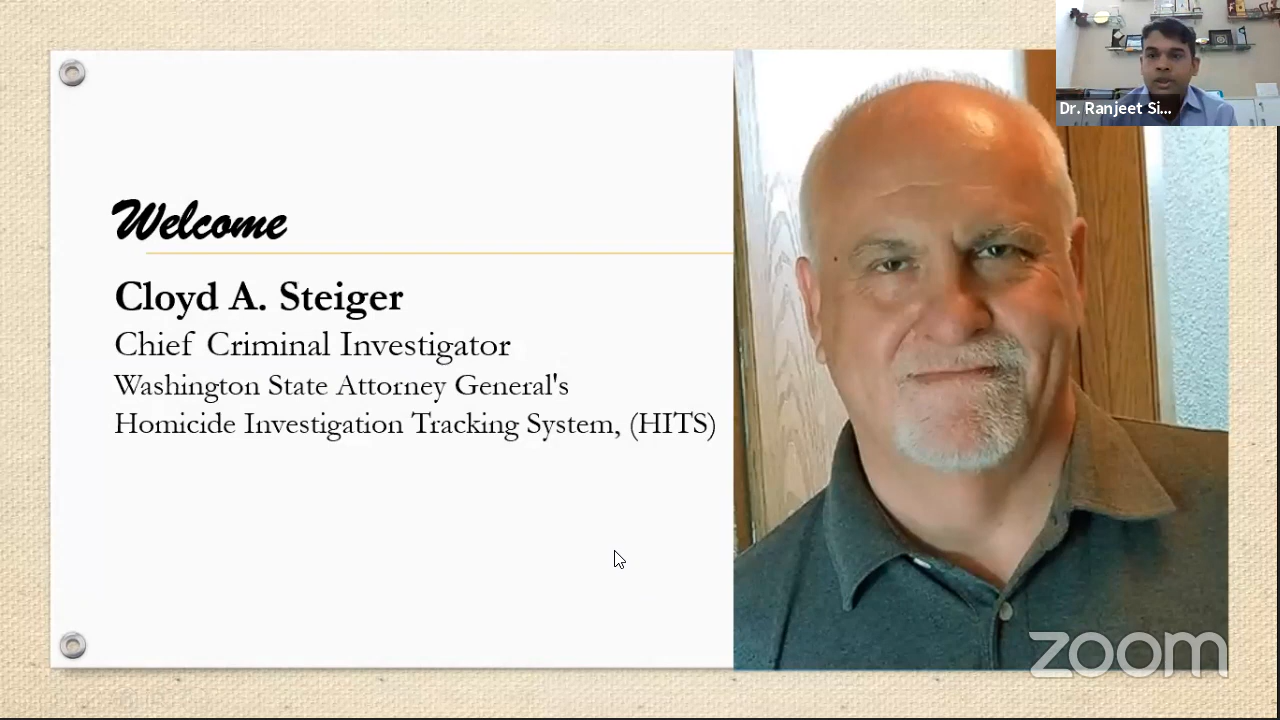 Dr. Ranjeet Si...
Welcome
Cloyd A. Steiger
Chief Criminal Investigator
Washington State Attorney General's
Homicide Investigation Tracking System, (HITS)
zoom